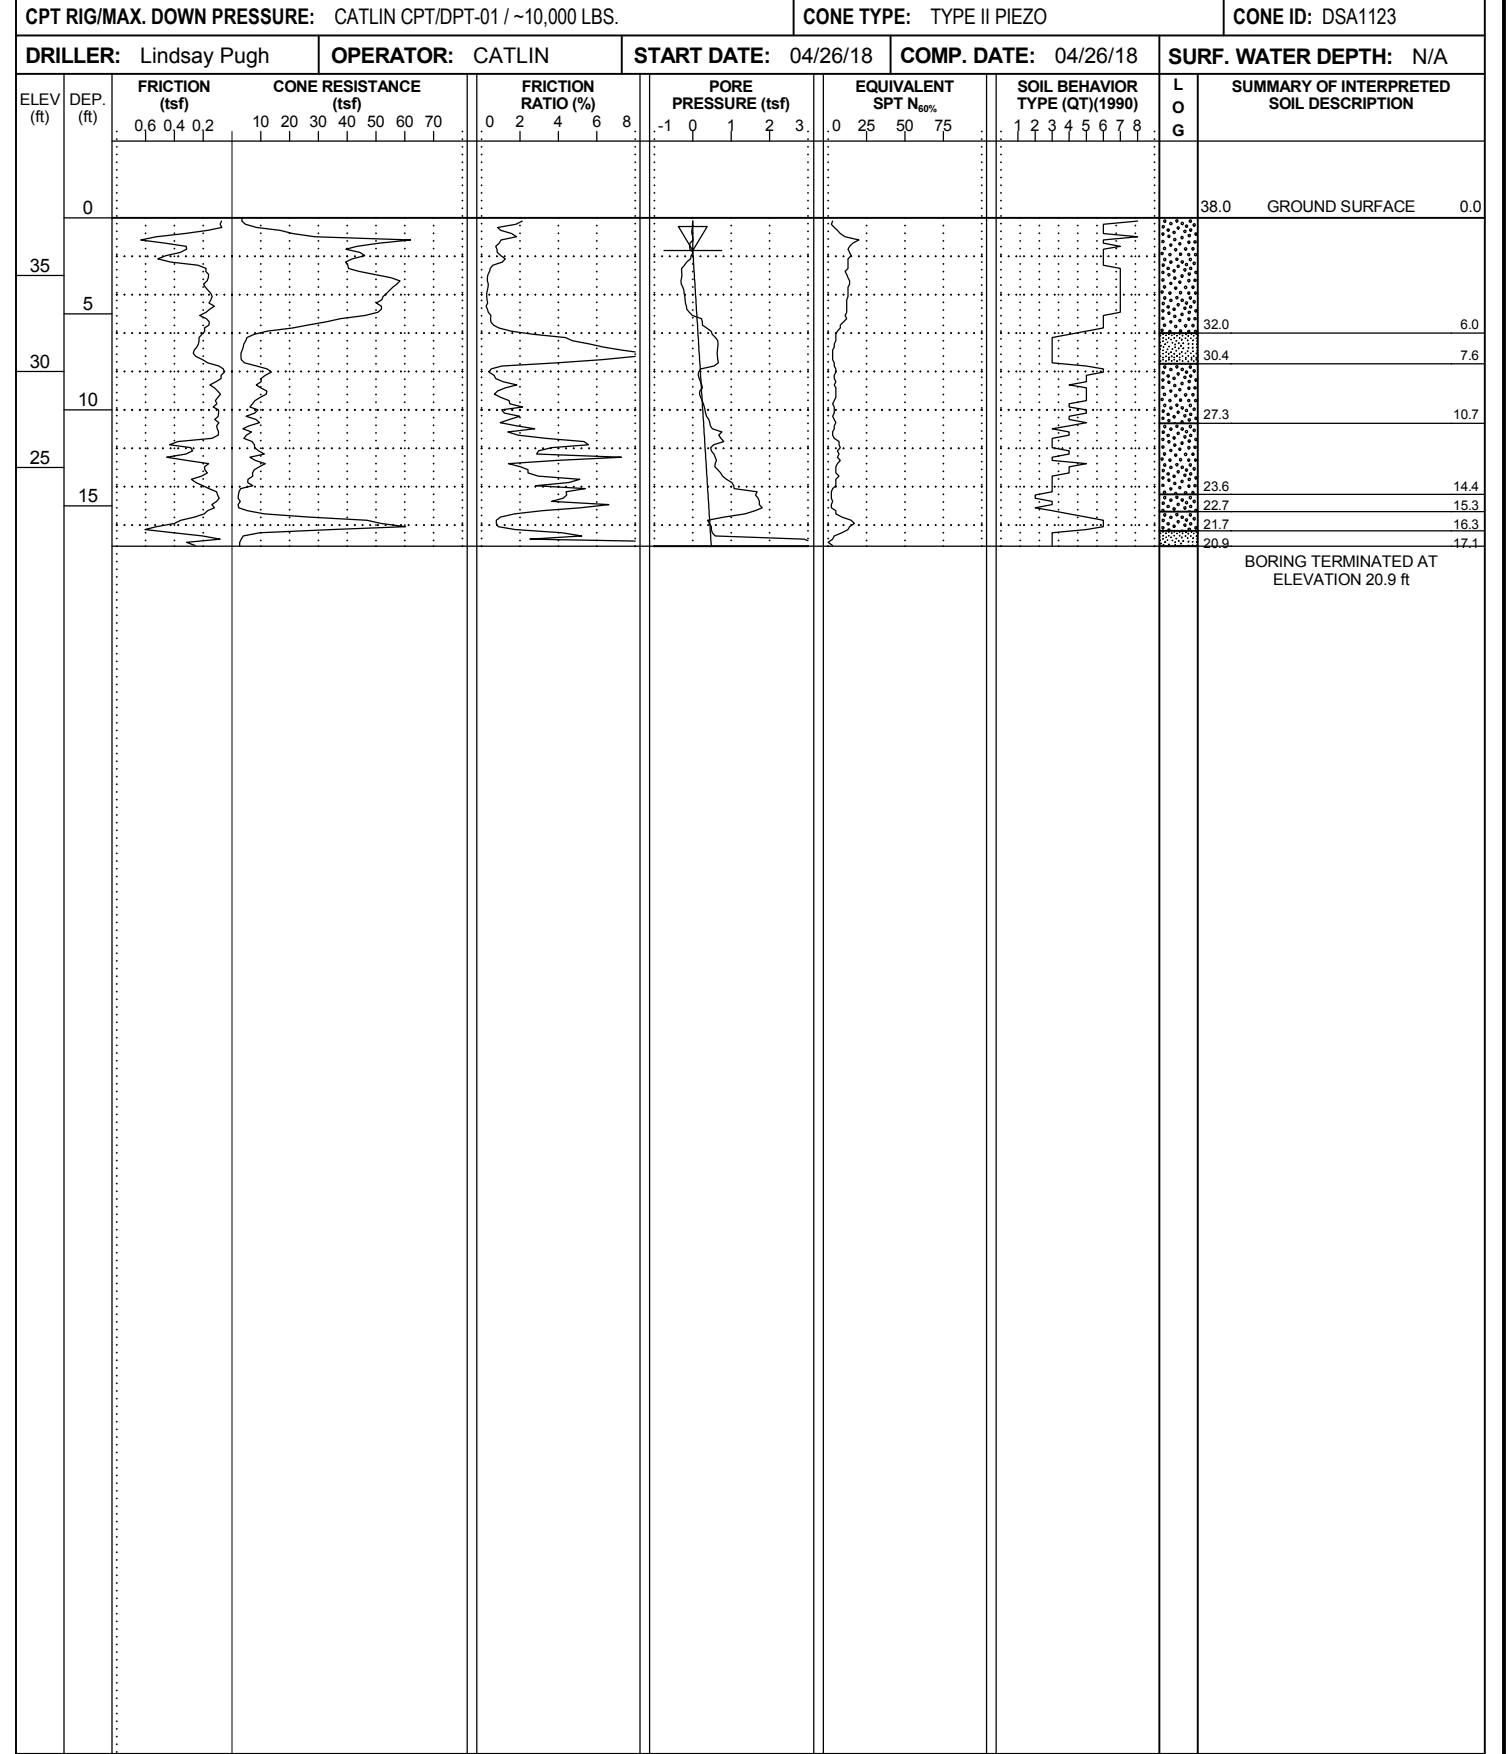 CPT RIG/MAX. DOWN PRESSURE: CATLIN CPT/DPT-01 / ~10,000 LBS. CONE TYPE: TYPE II PIEZO CONE ID: DSA1123
DRILLER: Lindsay Pugh OPERATOR: CATLIN START DATE: 04/26/18 COMP. DATE: 04/26/18 SURF. WATER DEPTH: N/A
ELEV (ft)
DEP. (ft)
FRICTION (tsf)
0.6 0.4 0.2
CONE RESISTANCE (tsf)
10 20 30 40 50 60 70
FRICTION RATIO (%)
0 2 4 6 8
PORE PRESSURE (tsf)
-1 0 1 2 3
EQUIVALENT SPT N60%
0 25 50 75
SOIL BEHAVIOR TYPE (QT)(1990)
1 2 3 4 5 6 7 8
L O G
SUMMARY OF INTERPRETED SOIL DESCRIPTION
0
38.0 GROUND SURFACE 0.0
35
5
32.0 6.0
30.4 7.6
30
10
27.3 10.7
25
23.6 14.4
15
22.7 15.3
21.7 16.3
20.9 17.1
BORING TERMINATED AT
ELEVATION 20.9 ft